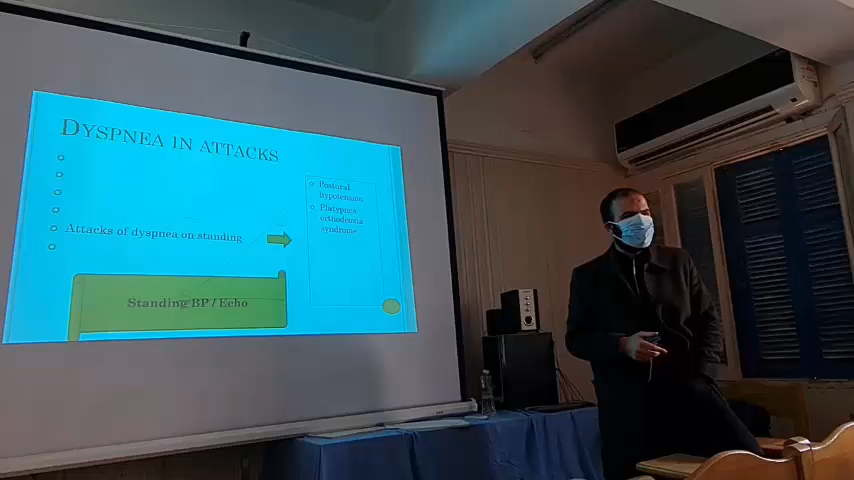 DYSPNEA IN ATTACKS
Attacks of dyspnea on standing
Postural
hypotension
Platypnea
orthodeoxia
syndrome
Standing BP / Echo